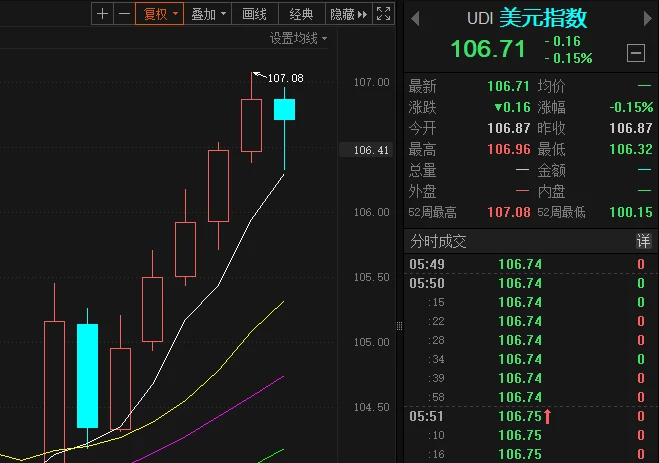 复权 叠加 画线 经典 隐藏
设置均线
107.08
107.00
106.41
106.00
105.50
105.00
104.50
UDI 美元指数
106.71 -0.16
-0.15%
最新 106.71 均价 —
涨跌 ▼0.16 涨幅 -0.15%
今开 106.87 昨收 106.87
最高 106.96 最低 106.32
总量 — 金额 —
外盘 — 内盘 —
52周最高 107.08 52周最低 100.15
分时成交 详
05:49 106.74 0
05:50 106.74 0
:15 106.74 0
:22 106.74 0
:28 106.74 0
:34 106.74 0
:39 106.74 0
:58 106.74 0
05:51 106.75↑ 0
:10 106.75 0
:16 106.75 0